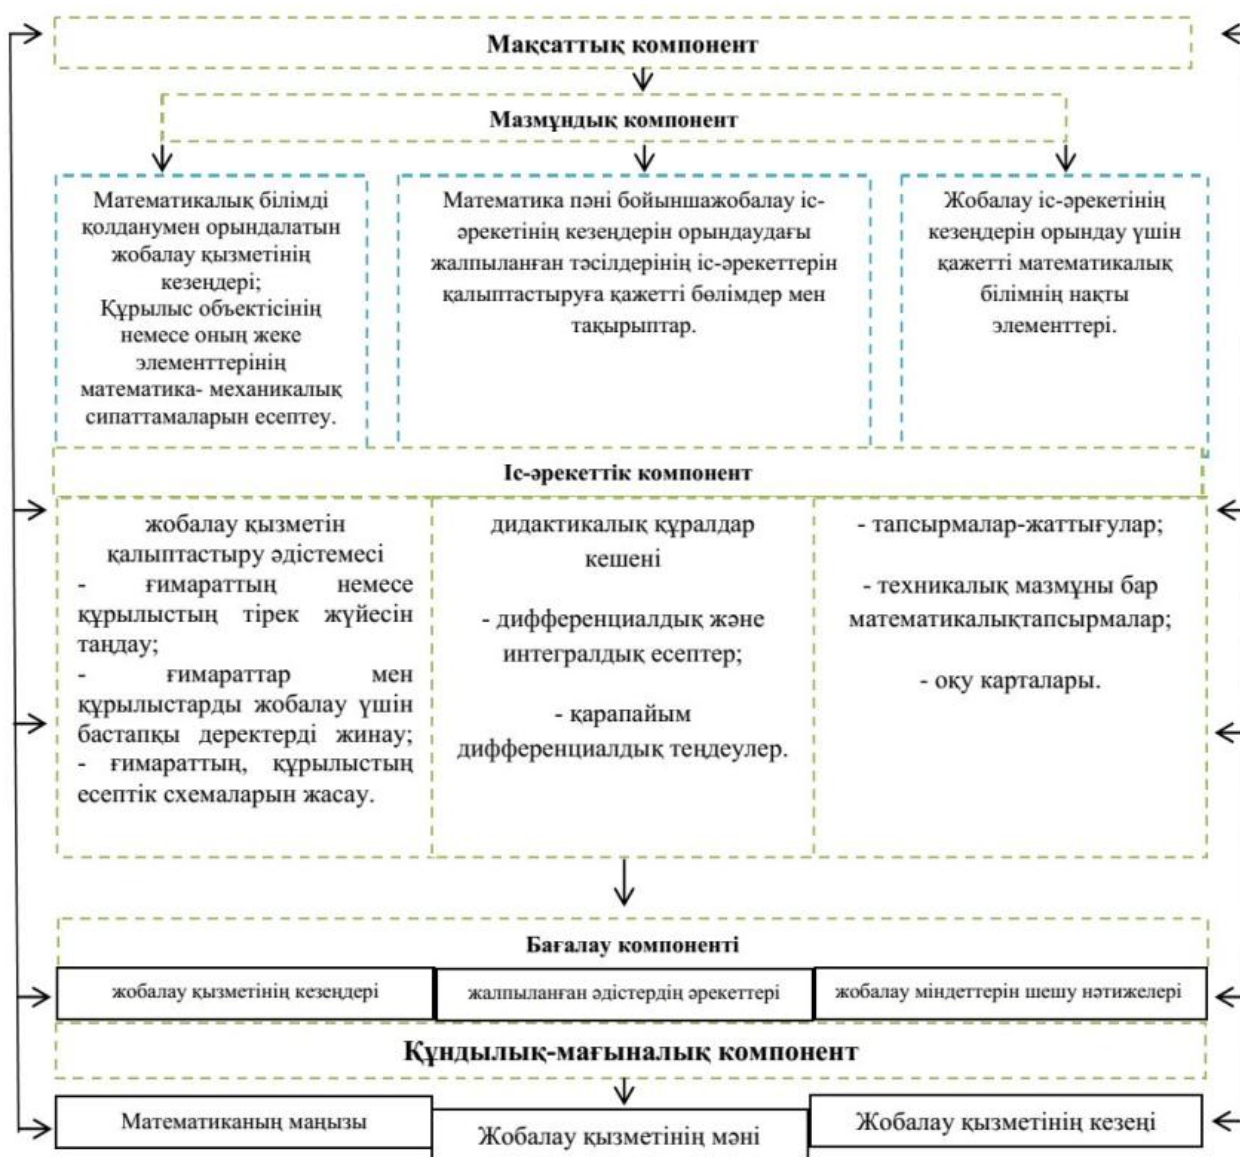 Мақсаттық компонент
Мазмұндық компонент
Математикалық білімді
қолданумен орындалатын
жобалау қызметінің
кезеңдері;
Құрылыс объектісінің
немесе оның жеке
элементтерінің
математика- механикалық
сипаттамаларын есептеу.
Математика пәні бойыншажобалау іс-
әрекетінің кезеңдерін орындаудағы
жалпыланған тәсілдерінің іс-әрекеттерін
қалыптастыруға қажетті бөлімдер мен
тақырыптар.
Жобалау іс-әрекетінің
кезеңдерін орындау үшін
қажетті математикалық
білімнің нақты
элементтері.
Іс-әрекеттік компонент
жобалау қызметін
қалыптастыру әдістемесі
- ғимараттың немесе
құрылыстың тірек жүйесін
таңдау;
- ғимараттар мен
құрылыстарды жобалау үшін
бастапқы деректерді жинау;
- ғимараттың, құрылыстың
есептік схемаларын жасау.
дидактикалық құралдар
кешені
- дифференциалдық және
интегралдық есептер;
- қарапайым
дифференциалдық теңдеулер.
- тапсырмалар-жаттығулар;
- техникалық мазмұны бар
математикалықтапсырмалар;
- оқу карталары.
Бағалау компоненті
жобалау қызметінің кезеңдері
жалпыланған әдістердің әрекеттері
жобалау міндеттерін шешу нәтижелері
Құндылық-мағыналық компонент
Математиканың маңызы
Жобалау қызметінің мәні
Жобалау қызметінің кезеңі